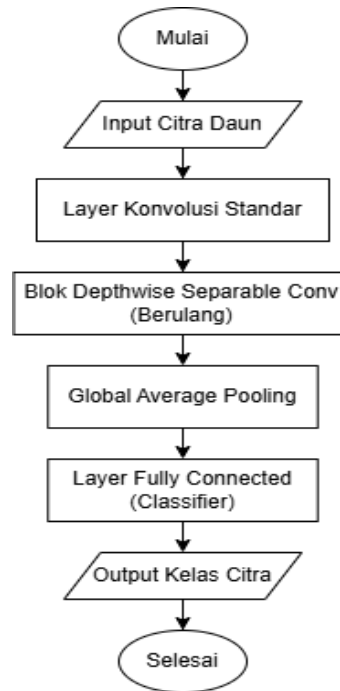 Mulai
Input Citra Daun
Layer Konvolusi Standar
Blok Depthwise Separable Conv
(Berulang)
Global Average Pooling
Layer Fully Connected
(Classifier)
Output Kelas Citra
Selesai